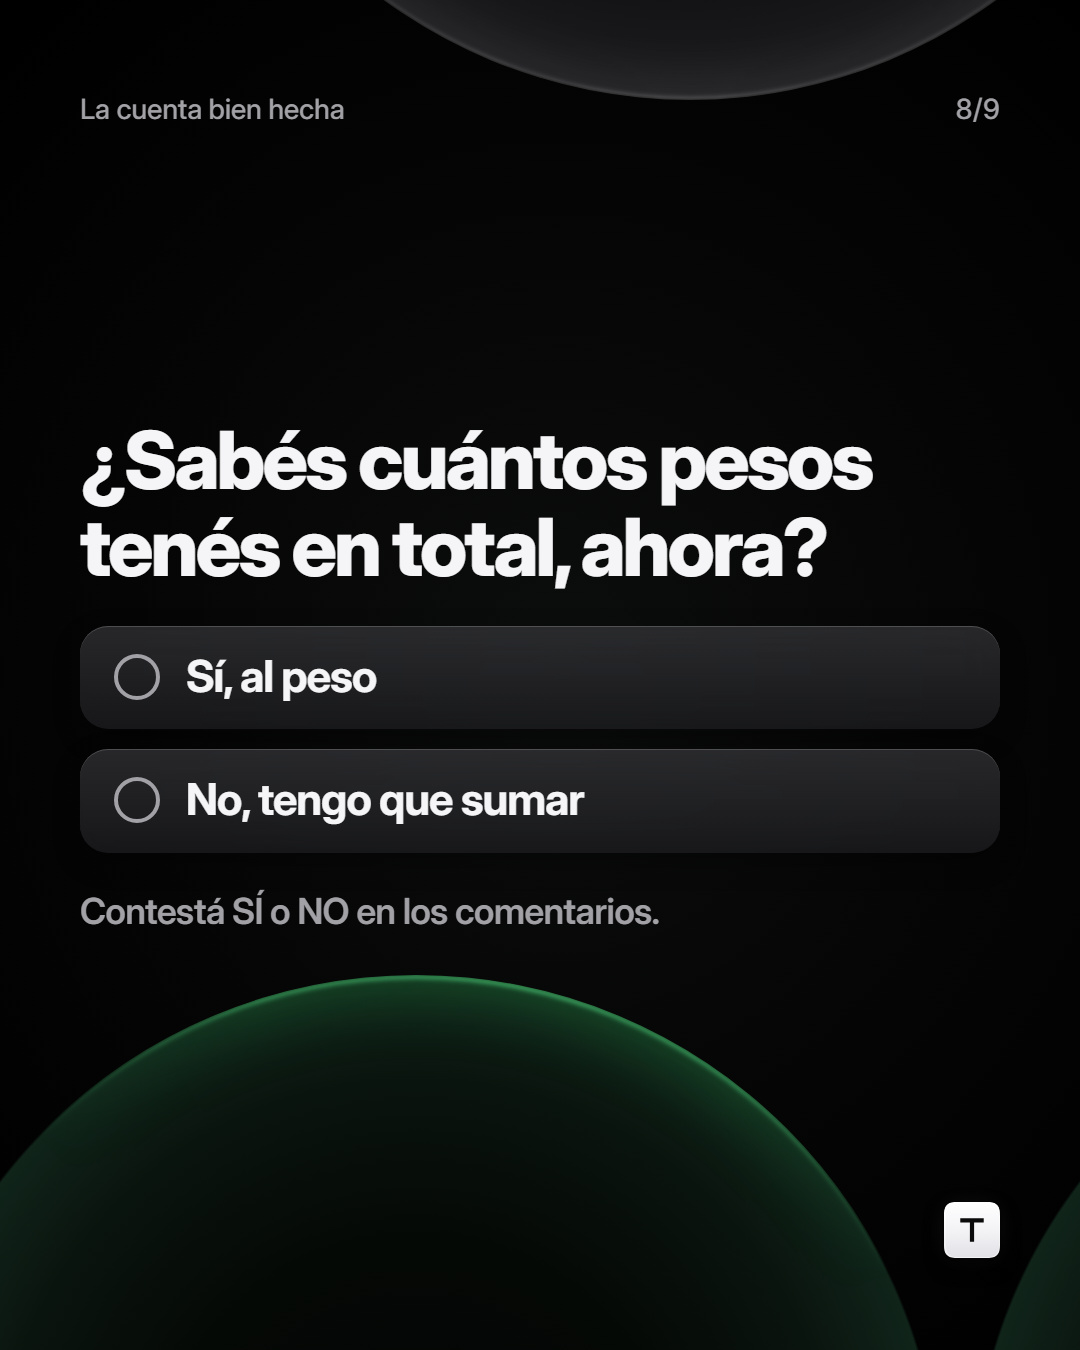 La cuenta bien hecha
8/9
¿Sabés cuántos pesos
tenés en total, ahora?
Sí, al peso
No, tengo que sumar
Contestá SÍ o NO en los comentarios.
T